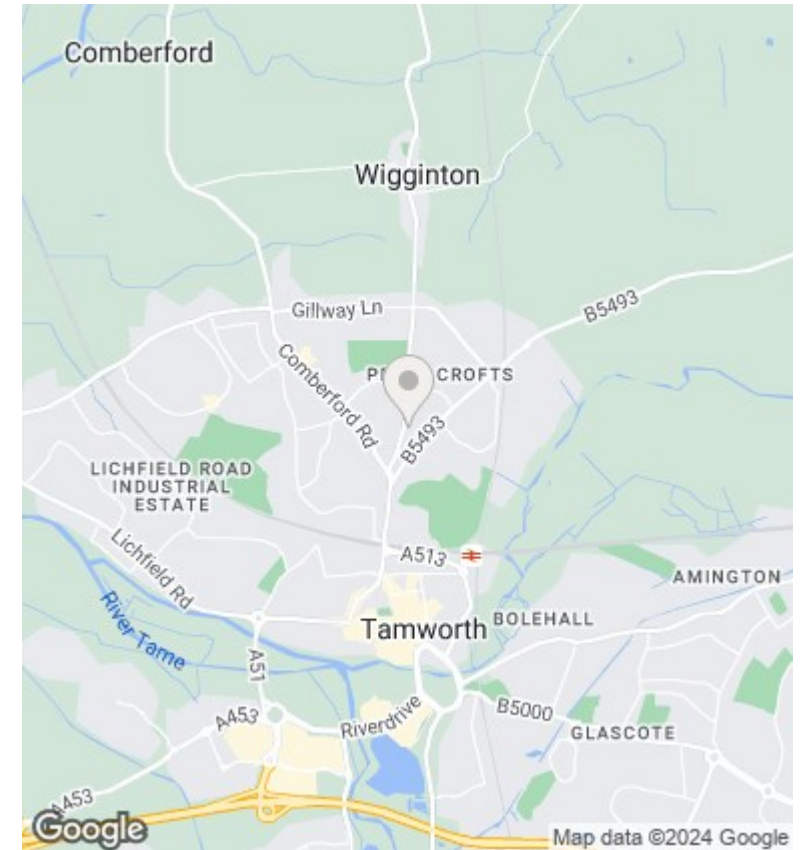 Comberford
Wigginton
Gillway Ln
B5493
CROFTS
Comberford Rd
B5493
LICHFIELD ROAD
INDUSTRIAL
ESTATE
Lichfield Rd
A513
AMINGTON
BOLEHALL
Tamworth
River Tame
A51
A453
Riverdrive
B5000
GLASCOTE
A453
Google
Map data ©2024 Google